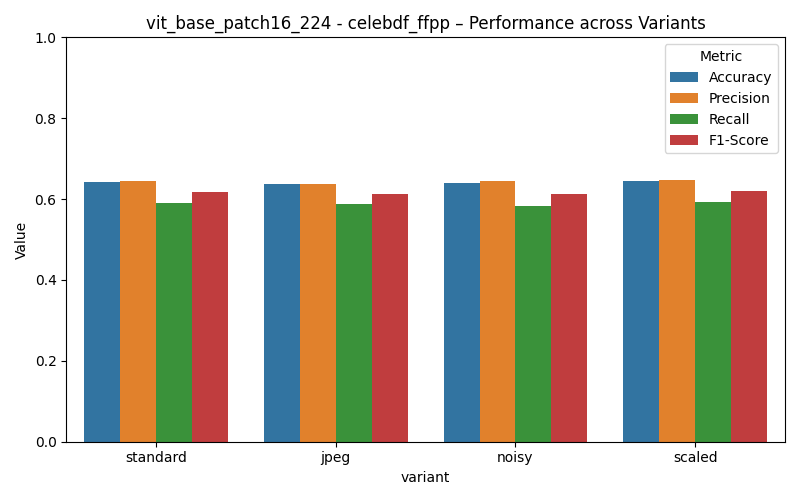 vit_base_patch16_224 - celebdf_ffpp – Performance across Variants
Metric
Accuracy
Precision
Recall
F1-Score
Value
1.0
0.8
0.6
0.4
0.2
0.0
standard jpeg noisy scaled
variant